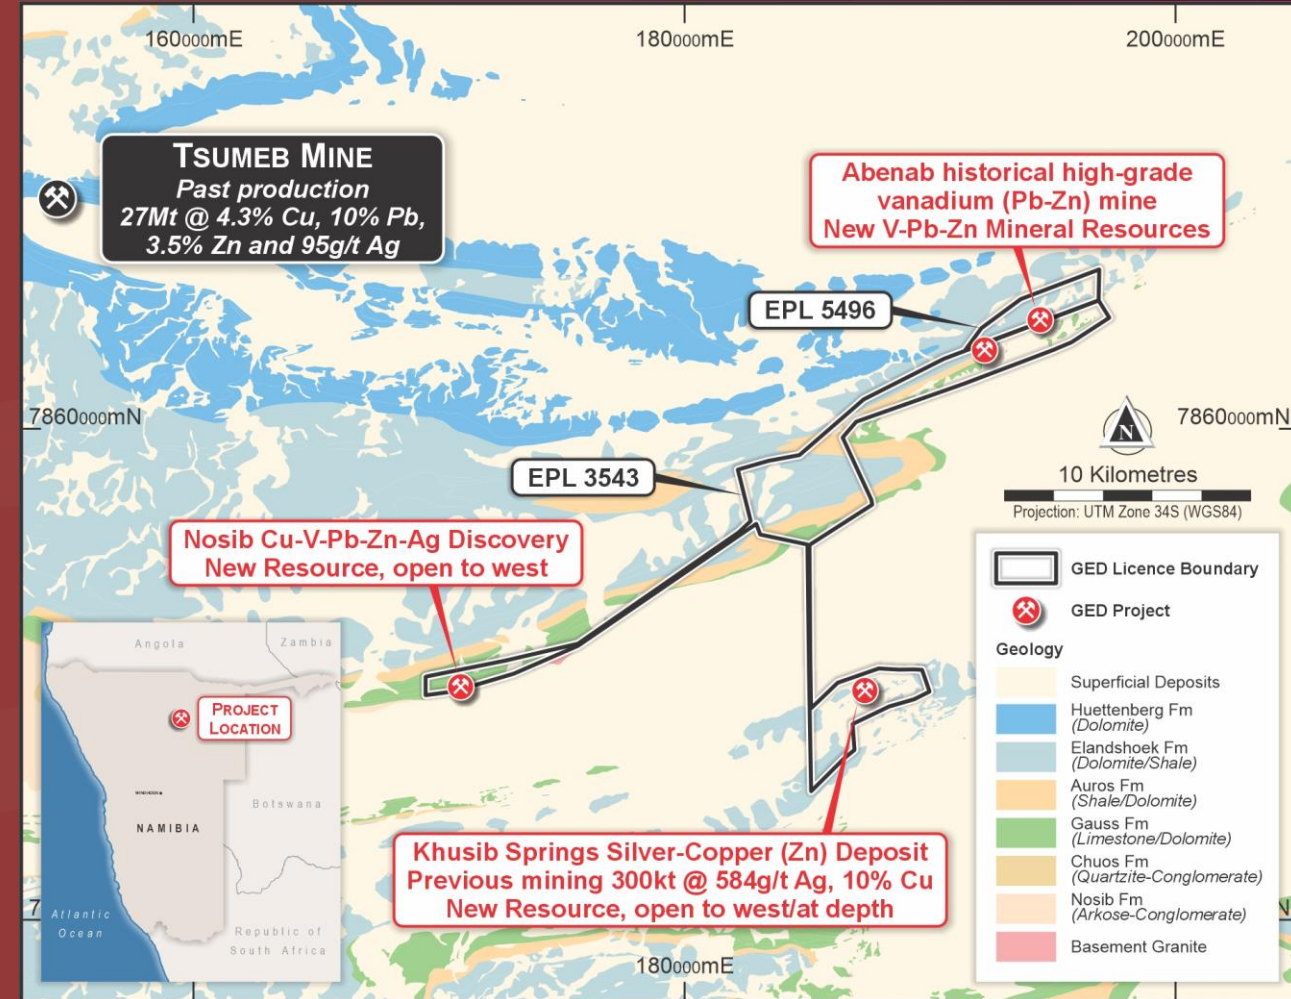 160000mE
180000mE
200000mE
TSUMEB MINE
Past production
27Mt @ 4.3% Cu, 10% Pb,
3.5% Zn and 95g/t Ag
Abenab historical high-grade
vanadium (Pb-Zn) mine
New V-Pb-Zn Mineral Resources
EPL 5496
7860000mN
7860000mN
N
10 Kilometres
Projection: UTM Zone 34S (WGS84)
EPL 3543
Nosib Cu-V-Pb-Zn-Ag Discovery
New Resource, open to west
GED Licence Boundary
GED Project
Geology
Superficial Deposits
Huettenberg Fm
(Dolomite)
Elandshoek Fm
(Dolomite/Shale)
Auros Fm
(Shale/Dolomite)
Gauss Fm
(Limestone/Dolomite)
Chuos Fm
(Quartzite-Conglomerate)
Nosib Fm
(Arkose-Conglomerate)
Basement Granite
Angola
Zambia
PROJECT
LOCATION
WINDHOEK
NAMIBIA
Botswana
Atlantic
Ocean
Republic of
South Africa
Khusib Springs Silver-Copper (Zn) Deposit
Previous mining 300kt @ 584g/t Ag, 10% Cu
New Resource, open to west/at depth
7
N
180000mE